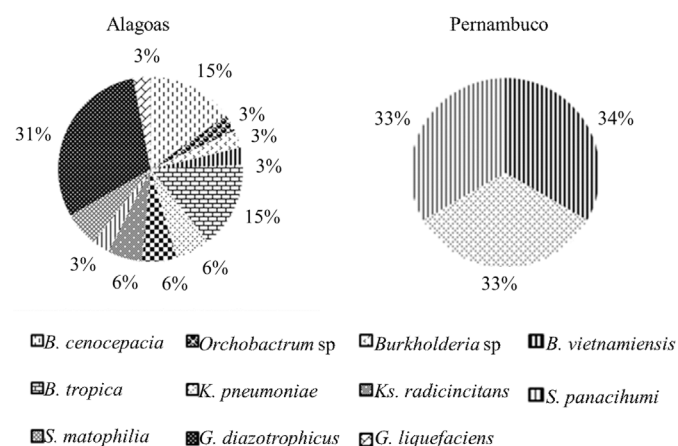 Alagoas
Pernambuco
3%
15%
3%
3%
3%
15%
6%
6%
6%
3%
31%
33%
34%
33%
B. cenocepacia Orchobactrum sp Burkholderia sp B. vietnamiensis
B. tropica K. pneumoniae Ks. radicincitans S. panacihumi
S. matophilia G. diazotrophicus G. liquefaciens